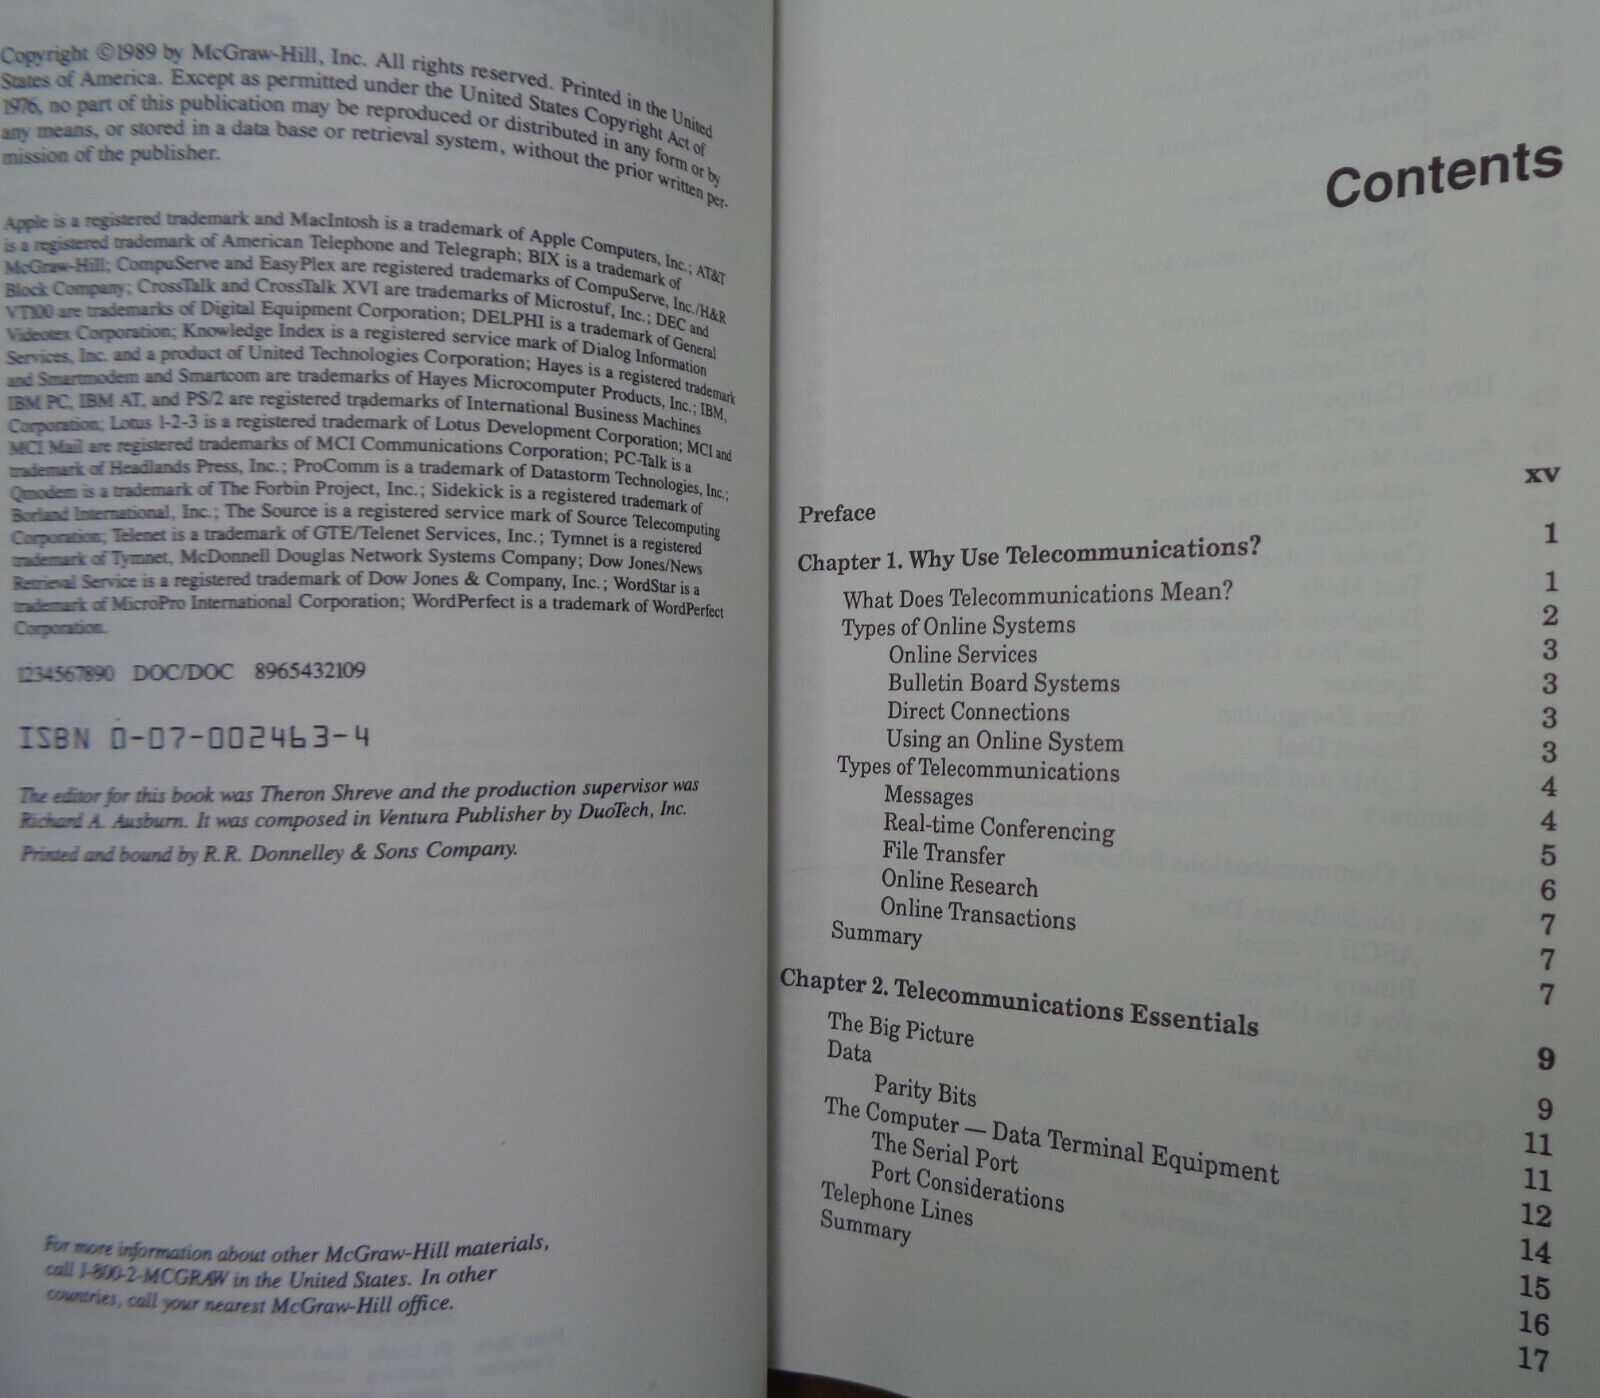 Copyright ©1989 by McGraw-Hill, Inc. All rights reserved. Printed in the United
States of America. Except as permitted under the United States Copyright Act of
1976, no part of this publication may be reproduced or distributed in any form or by
any means, or stored in a data base or retrieval system, without the prior written per-
mission of the publisher.
Apple is a registered trademark and MacIntosh is a trademark of Apple Computers, Inc.; AT&T
is a registered trademark of American Telephone and Telegraph; BIX is a trademark of
McGraw-Hill; CompuServe and EasyPlex are registered trademarks of CompuServe, Inc./H&R
Block Company; CrossTalk and CrossTalk XVI are trademarks of Microstuf, Inc.; DEC and
VT100 are trademarks of Digital Equipment Corporation; DELPHI is a trademark of General
Videotex Corporation; Knowledge Index is a registered service mark of Dialog Information
Services, Inc. and a product of United Technologies Corporation; Hayes is a registered trademark
and Smartmodem and Smartcom are trademarks of Hayes Microcomputer Products, Inc.; IBM,
IBM PC, IBM AT, and PS/2 are registered trademarks of International Business Machines
Corporation; Lotus 1-2-3 is a registered trademark of Lotus Development Corporation; MCI and
MCI Mail are registered trademarks of MCI Communications Corporation; PC-Talk is a
trademark of Headlands Press, Inc.; ProComm is a trademark of Datastorm Technologies, Inc.;
Qmodem is a trademark of The Forbin Project, Inc.; Sidekick is a registered trademark of
Borland International, Inc.; The Source is a registered service mark of Source Telecomputing
Corporation; Telenet is a trademark of GTE/Telenet Services, Inc.; Tymnet is a registered
trademark of Tymnet, McDonnell Douglas Network Systems Company; Dow Jones/News
Retrieval Service is a registered trademark of Dow Jones & Company, Inc.; WordStar is a
trademark of MicroPro International Corporation; WordPerfect is a trademark of WordPerfect
Corporation.
1234567890 DOC/DOC 8965432109
ISBN 0-07-002463-4
The editor for this book was Theron Shreve and the production supervisor was
Richard A. Ausburn. It was composed in Ventura Publisher by DuoTech, Inc.
Printed and bound by R.R. Donnelley & Sons Company.
For more information about other McGraw-Hill materials,
call 1-800-2-MCGRAW in the United States. In other
countries, call your nearest McGraw-Hill office.
Contents
Preface xv
Chapter 1. Why Use Telecommunications? 1
What Does Telecommunications Mean? 1
Types of Online Systems 2
Online Services 3
Bulletin Board Systems 3
Direct Connections 3
Using an Online System 3
Types of Telecommunications 4
Messages 4
Real-time Conferencing 5
File Transfer 6
Online Research 7
Online Transactions 7
Summary 7
Chapter 2. Telecommunications Essentials 9
The Big Picture 9
Data 11
Parity Bits 11
The Computer — Data Terminal Equipment 12
The Serial Port 14
Port Considerations 15
Telephone Lines 16
Summary 17